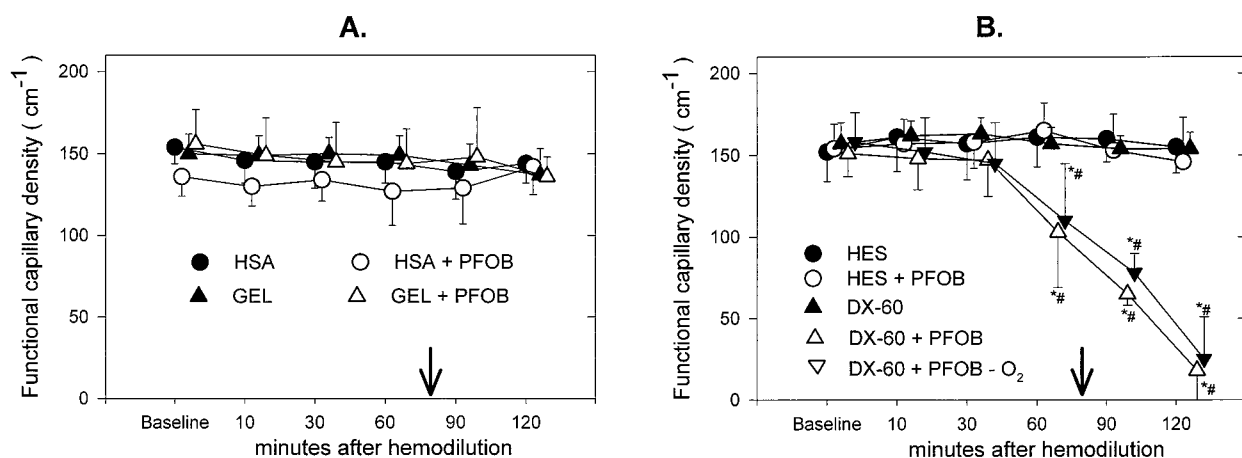 A.
Functional capillary density ( cm-1)
200
150
100
50
0
HSA
HSA + PFOB
GEL
GEL + PFOB
Baseline 10 30 60 90 120
minutes after hemodilution
B.
Functional capillary density ( cm-1)
200
150
100
50
0
*#
*#
*#
*#
*#
*#
HES
HES + PFOB
DX-60
DX-60 + PFOB
DX-60 + PFOB - O2
Baseline 10 30 60 90 120
minutes after hemodilution